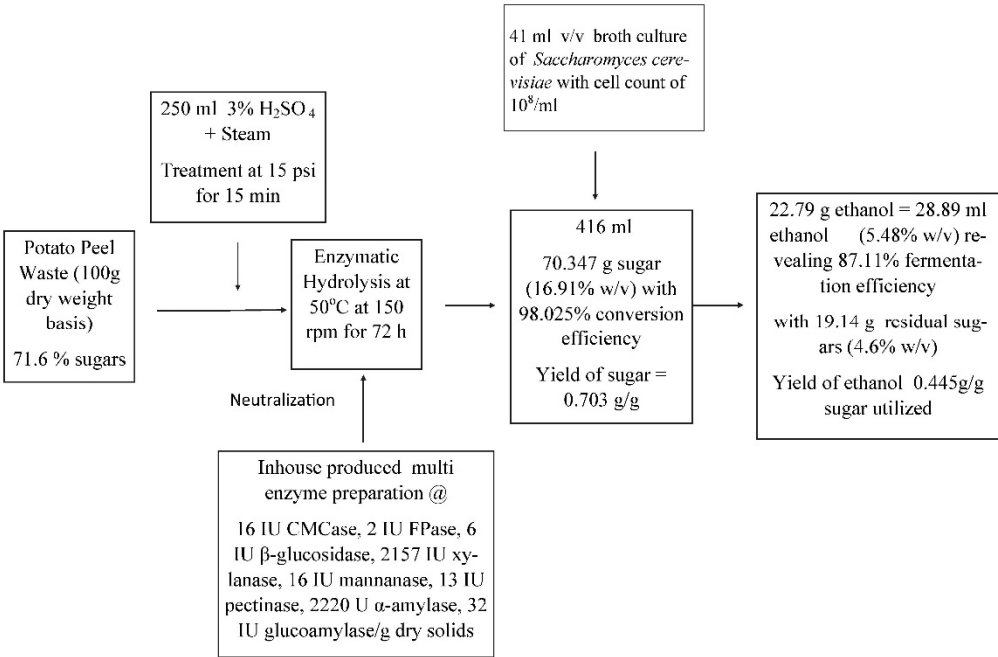 41 ml v/v broth culture
of Saccharomyces cere-
visiae with cell count of
10⁸/ml
250 ml 3% H₂SO₄
+ Steam
Treatment at 15 psi
for 15 min
Potato Peel
Waste (100g
dry weight
basis)
71.6 % sugars
Enzymatic
Hydrolysis at
50°C at 150
rpm for 72 h
416 ml
70.347 g sugar
(16.91% w/v) with
98.025% conversion
efficiency
Yield of sugar =
0.703 g/g
22.79 g ethanol = 28.89 ml
ethanol (5.48% w/v) re-
vealing 87.11% fermenta-
tion efficiency
with 19.14 g residual sug-
ars (4.6% w/v)
Yield of ethanol 0.445g/g
sugar utilized
Neutralization
Inhouse produced multi
enzyme preparation @
16 IU CMCase, 2 IU FPase, 6
IU β-glucosidase, 2157 IU xy-
lanase, 16 IU mannanase, 13 IU
pectinase, 2220 U α-amylase, 32
IU glucoamylase/g dry solids